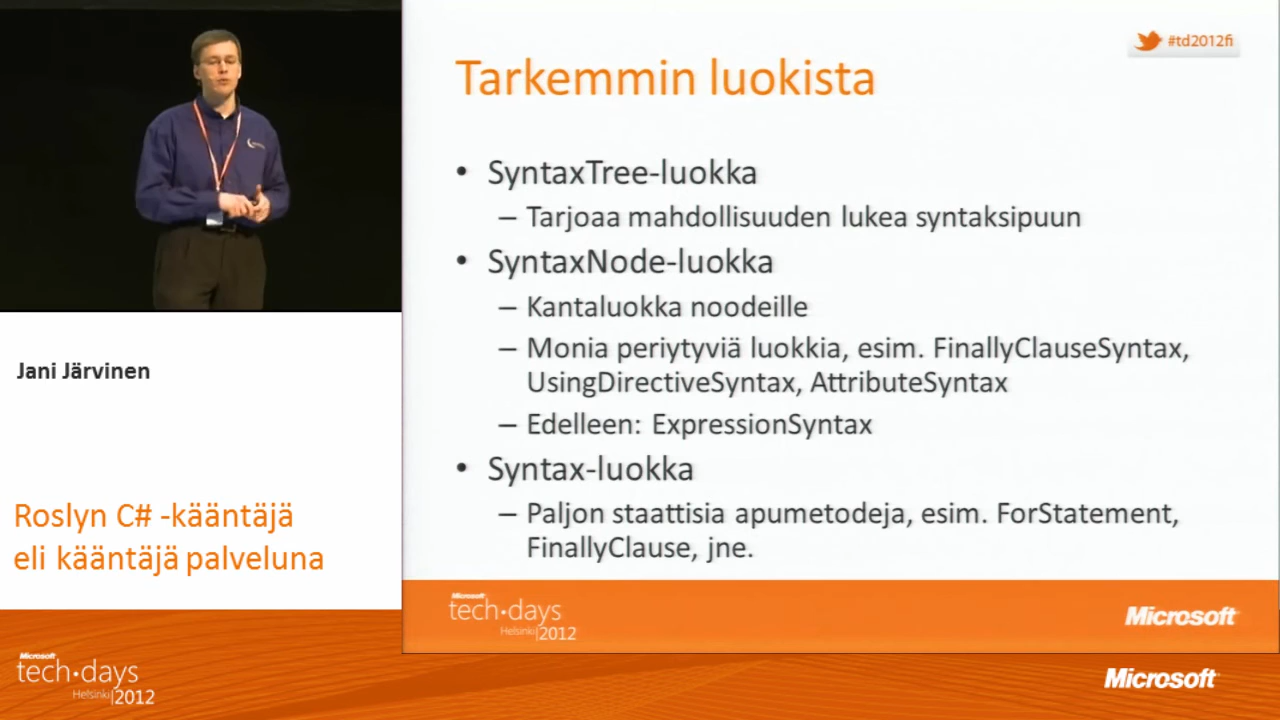 #td2012fi
Tarkemmin luokista
• SyntaxTree-luokka
– Tarjoaa mahdollisuuden lukea syntaksipuun
• SyntaxNode-luokka
– Kantaluokka noodeille
– Monia periytyviä luokkia, esim. FinallyClauseSyntax,
UsingDirectiveSyntax, AttributeSyntax
– Edelleen: ExpressionSyntax
• Syntax-luokka
– Paljon staattisia apumetodeja, esim. ForStatement,
FinallyClause, jne.
Microsoft
tech·days
Helsinki|2012
Microsoft
Jani Järvinen
Roslyn C# -kääntäjä
eli kääntäjä palveluna
Microsoft
tech·days
Helsinki|2012
Microsoft